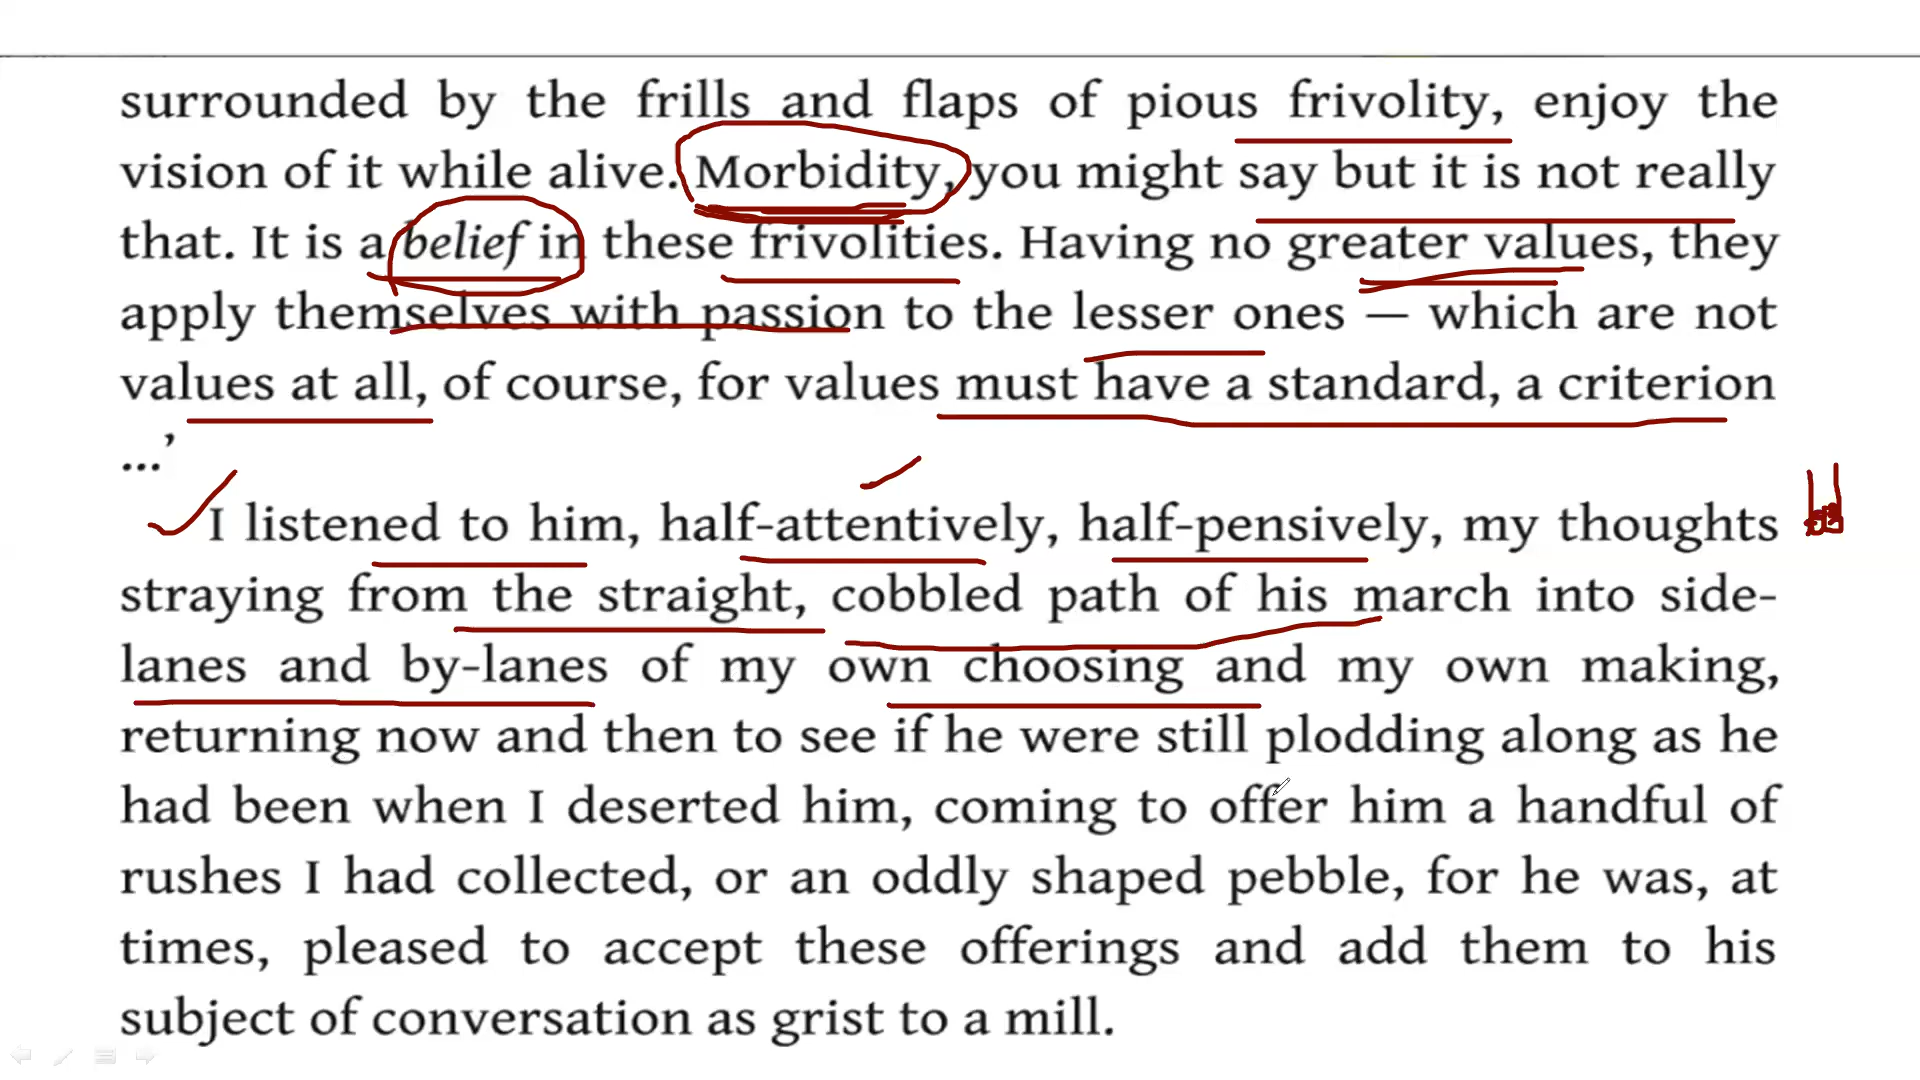 surrounded by the frills and flaps of pious frivolity, enjoy the
vision of it while alive. Morbidity, you might say but it is not really
that. It is a belief in these frivolities. Having no greater values, they
apply themselves with passion to the lesser ones — which are not
values at all, of course, for values must have a standard, a criterion
...’
I listened to him, half-attentively, half-pensively, my thoughts
straying from the straight, cobbled path of his march into side-
lanes and by-lanes of my own choosing and my own making,
returning now and then to see if he were still plodding along as he
had been when I deserted him, coming to offer him a handful of
rushes I had collected, or an oddly shaped pebble, for he was, at
times, pleased to accept these offerings and add them to his
subject of conversation as grist to a mill.